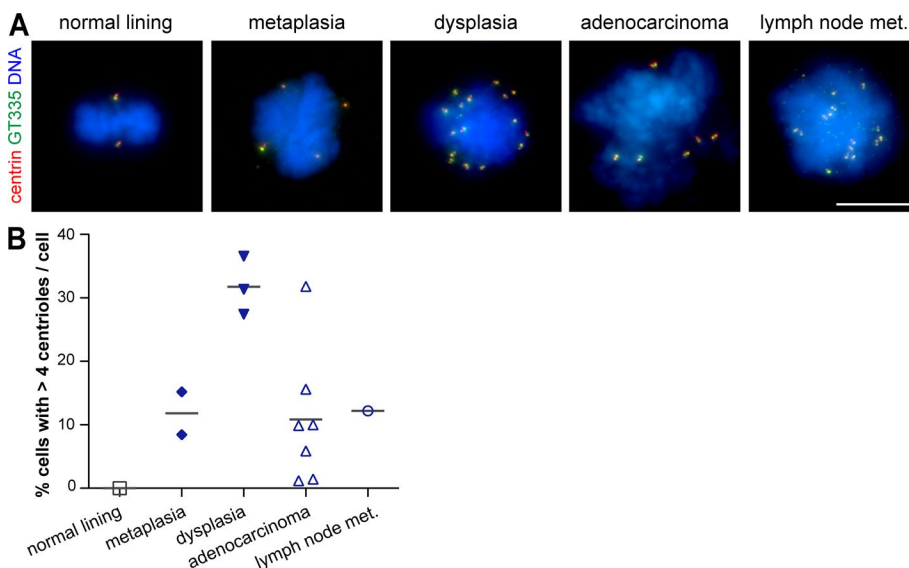 A
normal lining metaplasia dysplasia adenocarcinoma lymph node met.
centrin GT335 DNA
B
% cells with > 4 centrioles / cell
40
30
20
10
0
normal lining
metaplasia
dysplasia
adenocarcinoma
lymph node met.